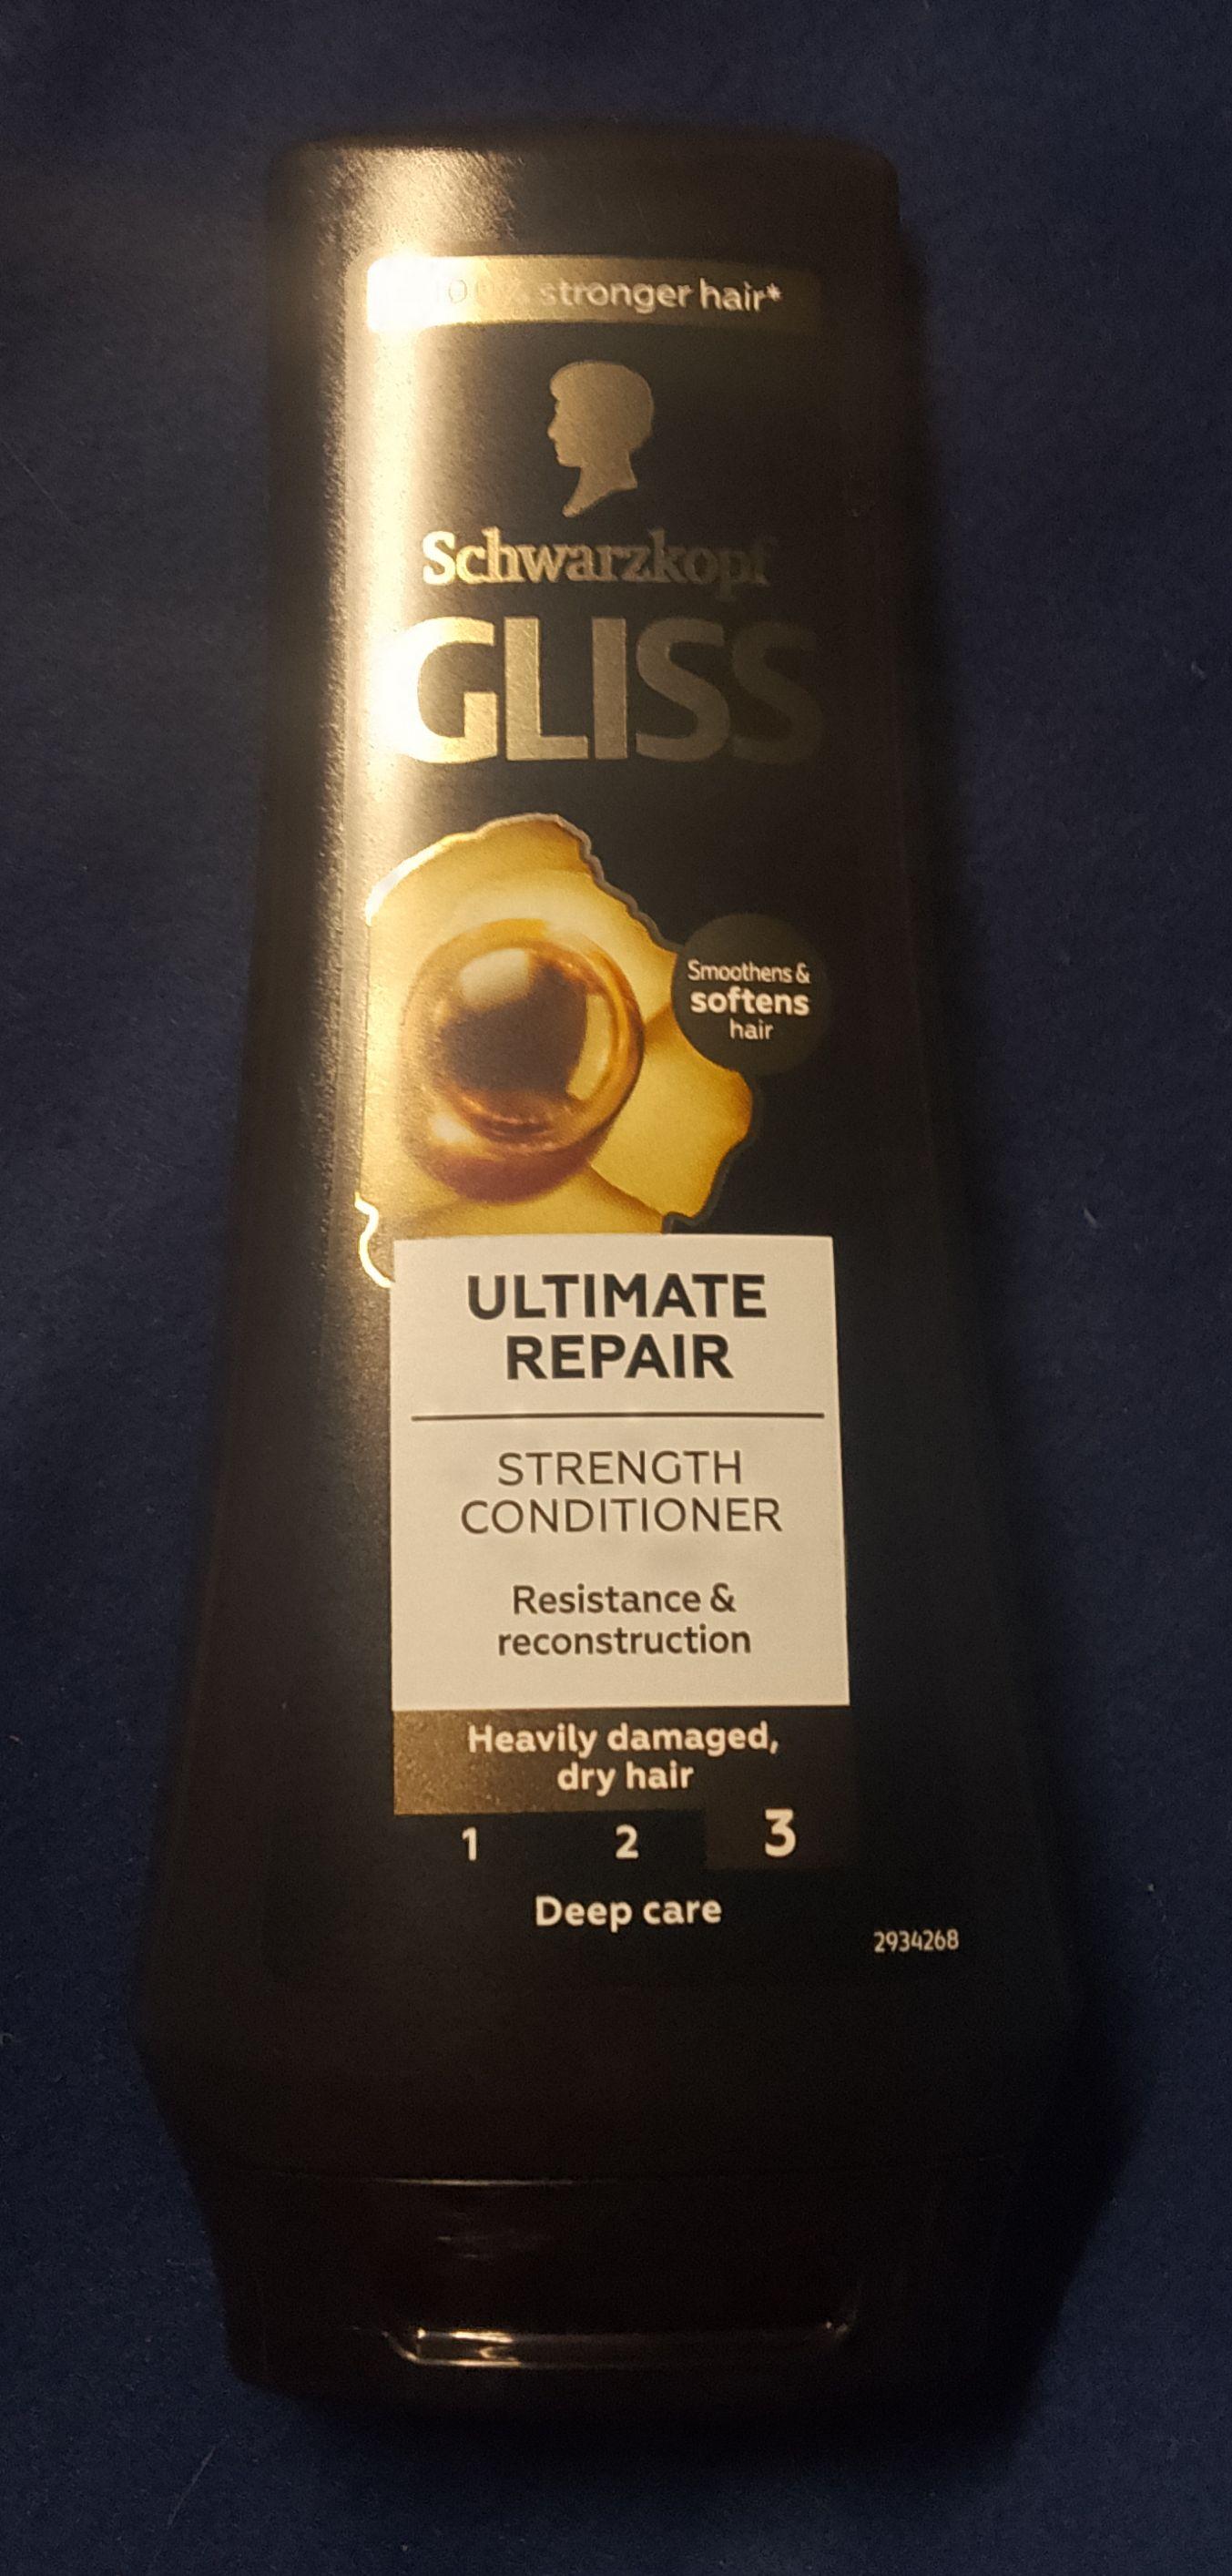 stronger hair*
Schwarzkopf
GLISS
Smoothens &
softens
hair
ULTIMATE
REPAIR
STRENGTH
CONDITIONER
Resistance &
reconstruction
Heavily damaged,
dry hair
1 2 3
Deep care
2934268